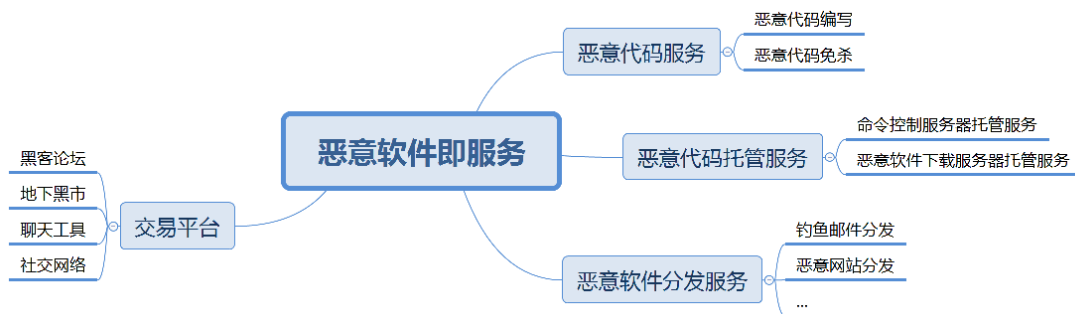 恶意软件即服务
恶意代码服务
恶意代码编写
恶意代码免杀
恶意代码托管服务
命令控制服务器托管服务
恶意软件下载服务器托管服务
恶意软件分发服务
钓鱼邮件分发
恶意网站分发
...
交易平台
黑客论坛
地下黑市
聊天工具
社交网络